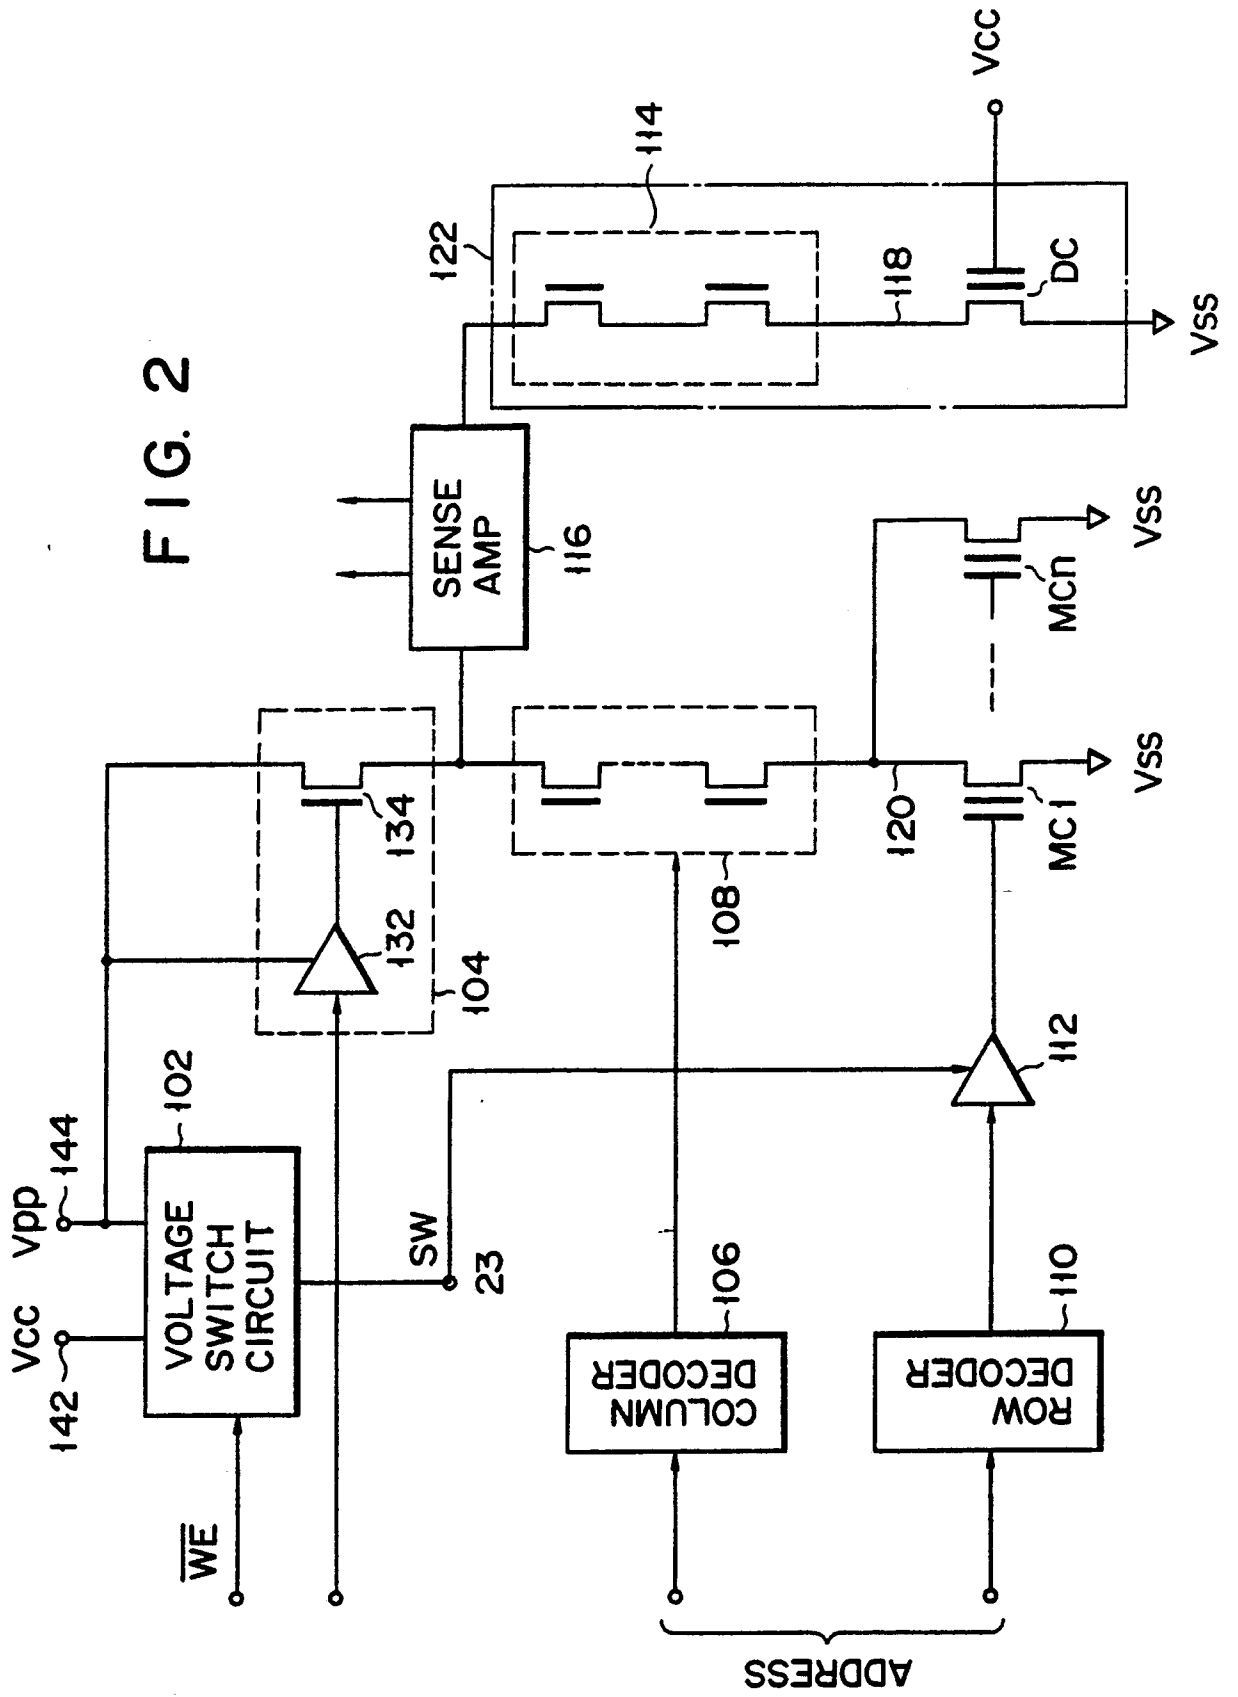 FIG. 2
VCC
Vpp
142
144
VOLTAGE
SWITCH
CIRCUIT
102
WE
SW
23
132
134
104
SENSE
AMP
116
122
114
118
DC
VCC
VSS
COLUMN
DECODER
106
108
120
ROW
DECODER
110
112
MC1
VSS
MCn
VSS
ADDRESS